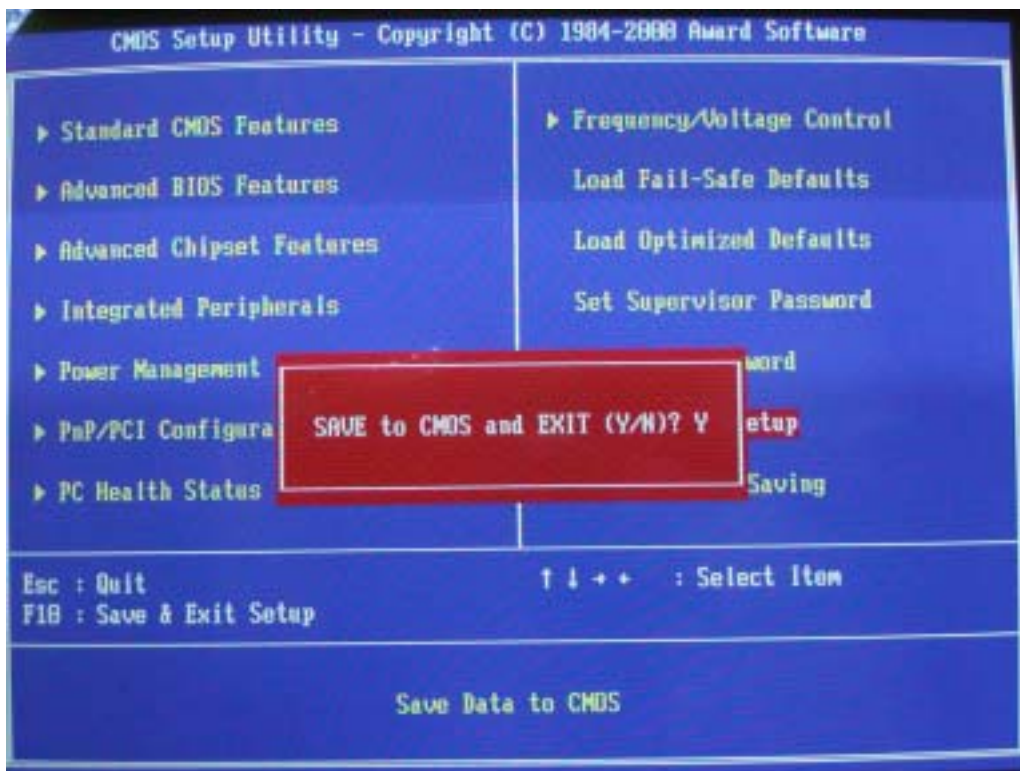 CMOS Setup Utility - Copyright (C) 1984-2000 Award Software
▶ Standard CMOS Features
▶ Advanced BIOS Features
▶ Advanced Chipset Features
▶ Integrated Peripherals
▶ Power Management
▶ PnP/PCI Configura
▶ PC Health Status
▶ Frequency/Voltage Control
Load Fail-Safe Defaults
Load Optimized Defaults
Set Supervisor Password
word
etup
Saving
SAVE to CMOS and EXIT (Y/N)? Y
Esc : Quit
F10 : Save & Exit Setup
↑ ↓ → ← : Select Item
Save Data to CMOS